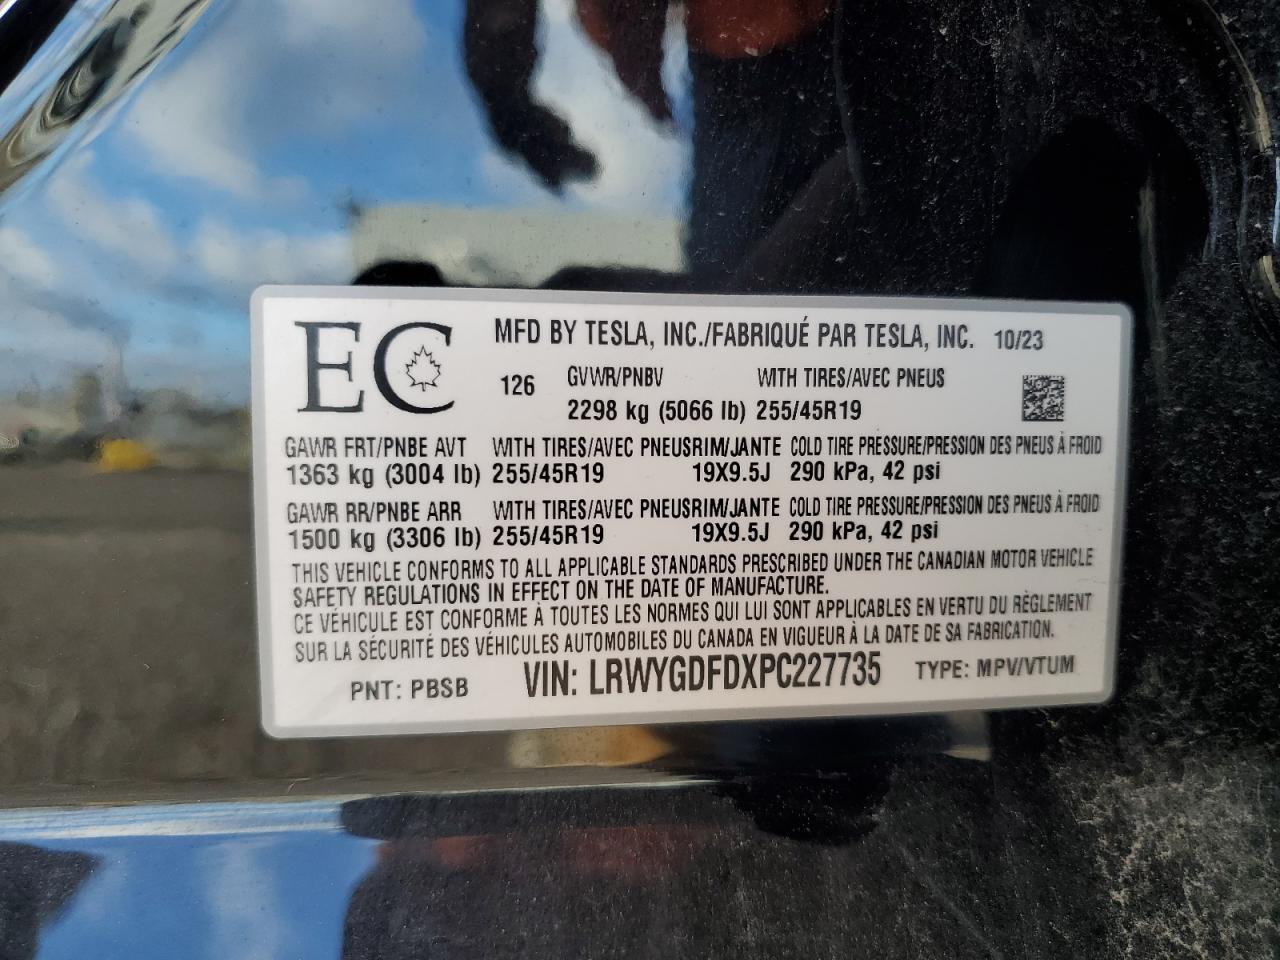 EC MFD BY TESLA, INC./FABRIQUÉ PAR TESLA, INC. 10/23
126 GVWR/PNBV WITH TIRES/AVEC PNEUS
2298 kg (5066 lb) 255/45R19
GAWR FRT/PNBE AVT WITH TIRES/AVEC PNEUS RIM/JANTE COLD TIRE PRESSURE/PRESSION DES PNEUS À FROID
1363 kg (3004 lb) 255/45R19 19X9.5J 290 kPa, 42 psi
GAWR RR/PNBE ARR WITH TIRES/AVEC PNEUS RIM/JANTE COLD TIRE PRESSURE/PRESSION DES PNEUS À FROID
1500 kg (3306 lb) 255/45R19 19X9.5J 290 kPa, 42 psi
THIS VEHICLE CONFORMS TO ALL APPLICABLE STANDARDS PRESCRIBED UNDER THE CANADIAN MOTOR VEHICLE
SAFETY REGULATIONS IN EFFECT ON THE DATE OF MANUFACTURE.
CE VÉHICULE EST CONFORME À TOUTES LES NORMES QUI LUI SONT APPLICABLES EN VERTU DU RÈGLEMENT
SUR LA SÉCURITÉ DES VÉHICULES AUTOMOBILES DU CANADA EN VIGUEUR À LA DATE DE SA FABRICATION.
PNT: PBSB VIN: LRWYGDFDXPC227735 TYPE: MPV/VTUM